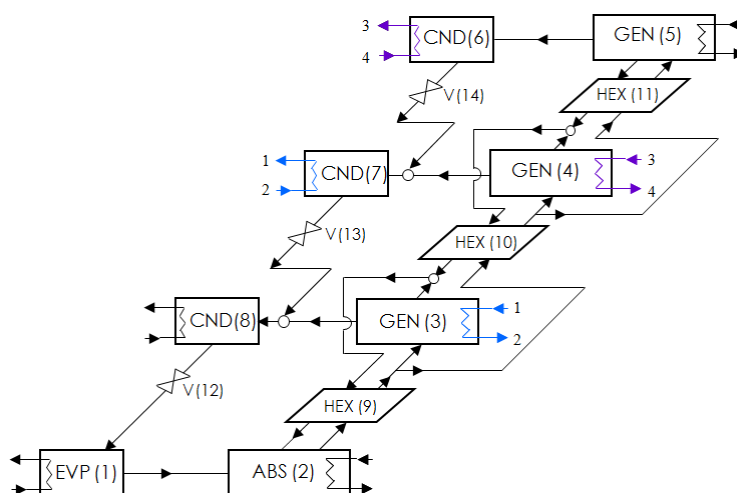 3
4
CND(6)
GEN (5)
V(14)
HEX (11)
1
2
CND(7)
GEN (4)
3
4
V(13)
HEX (10)
CND(8)
GEN (3)
1
2
V(12)
HEX (9)
EVP (1)
ABS (2)